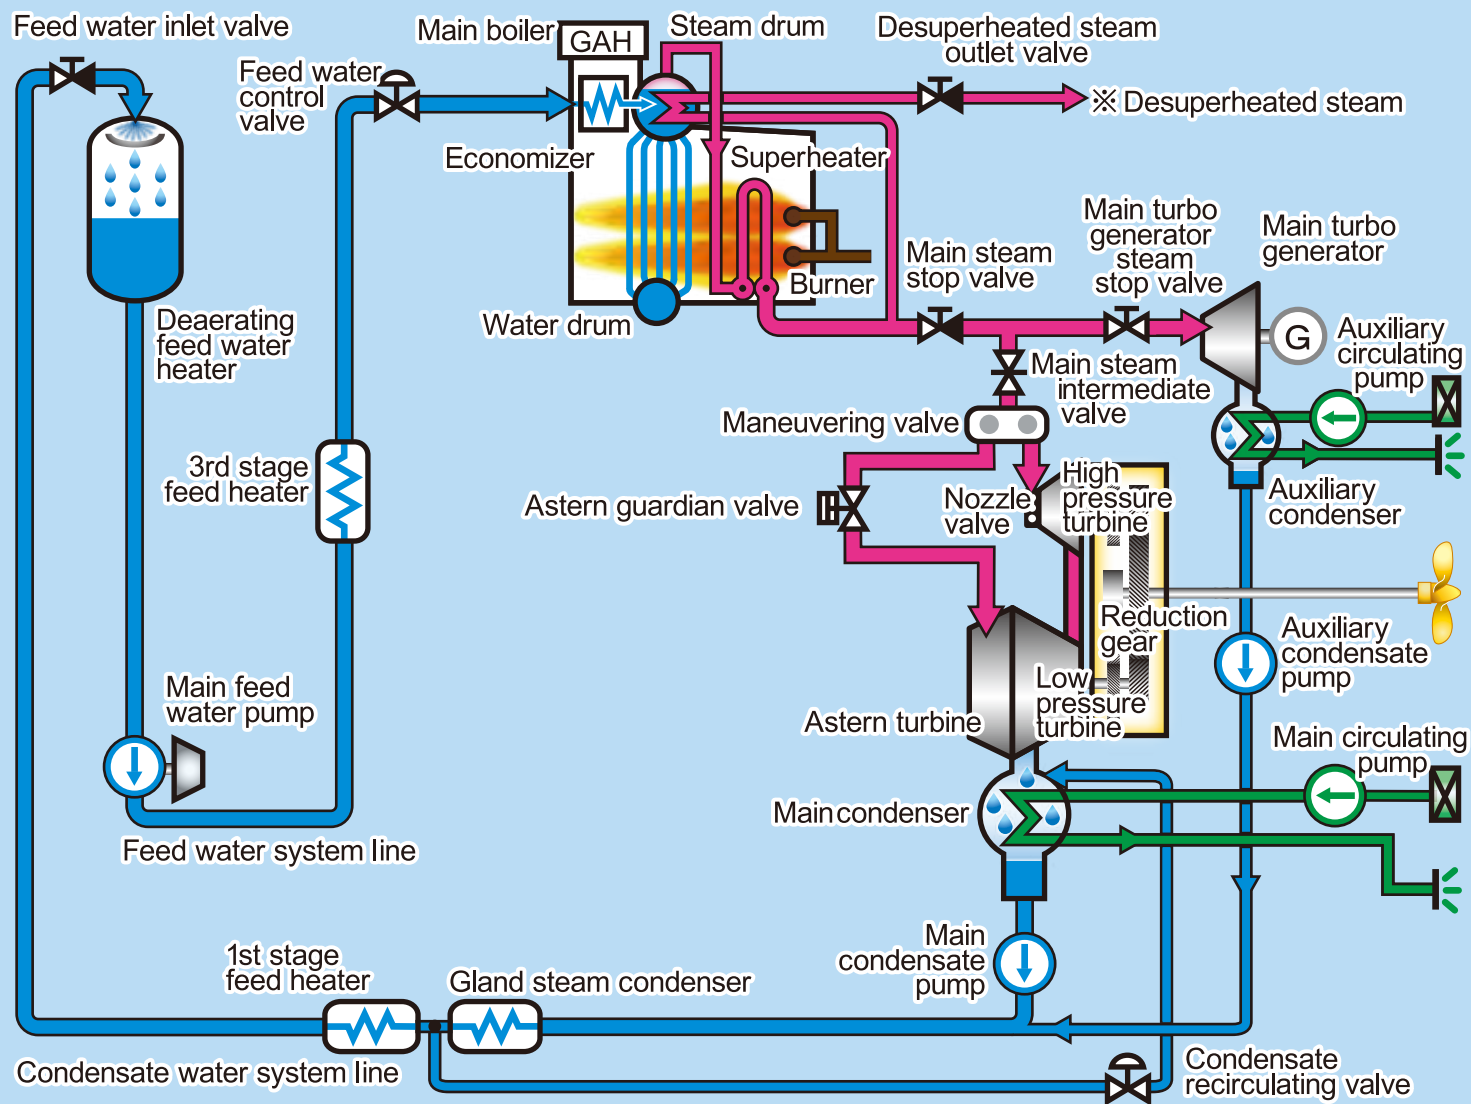 Feed water inlet valve
Feed water
control
valve
Main boiler
GAH
Steam drum
Desuperheated steam
outlet valve
※ Desuperheated steam
Economizer
Superheater
Burner
Water drum
Main steam
stop valve
Main turbo
generator
steam
stop valve
Main turbo
generator
G
Auxiliary
circulating
pump
Deaerating
feed water
heater
Main steam
intermediate
valve
Maneuvering valve
3rd stage
feed heater
Astern guardian valve
Nozzle
valve
High
pressure
turbine
Auxiliary
condenser
Reduction
gear
Auxiliary
condensate
pump
Main feed
water pump
Astern turbine
Low
pressure
turbine
Main circulating
pump
Main condenser
Feed water system line
Main
condensate
pump
1st stage
feed heater
Gland steam condenser
Condensate water system line
Condensate
recirculating valve